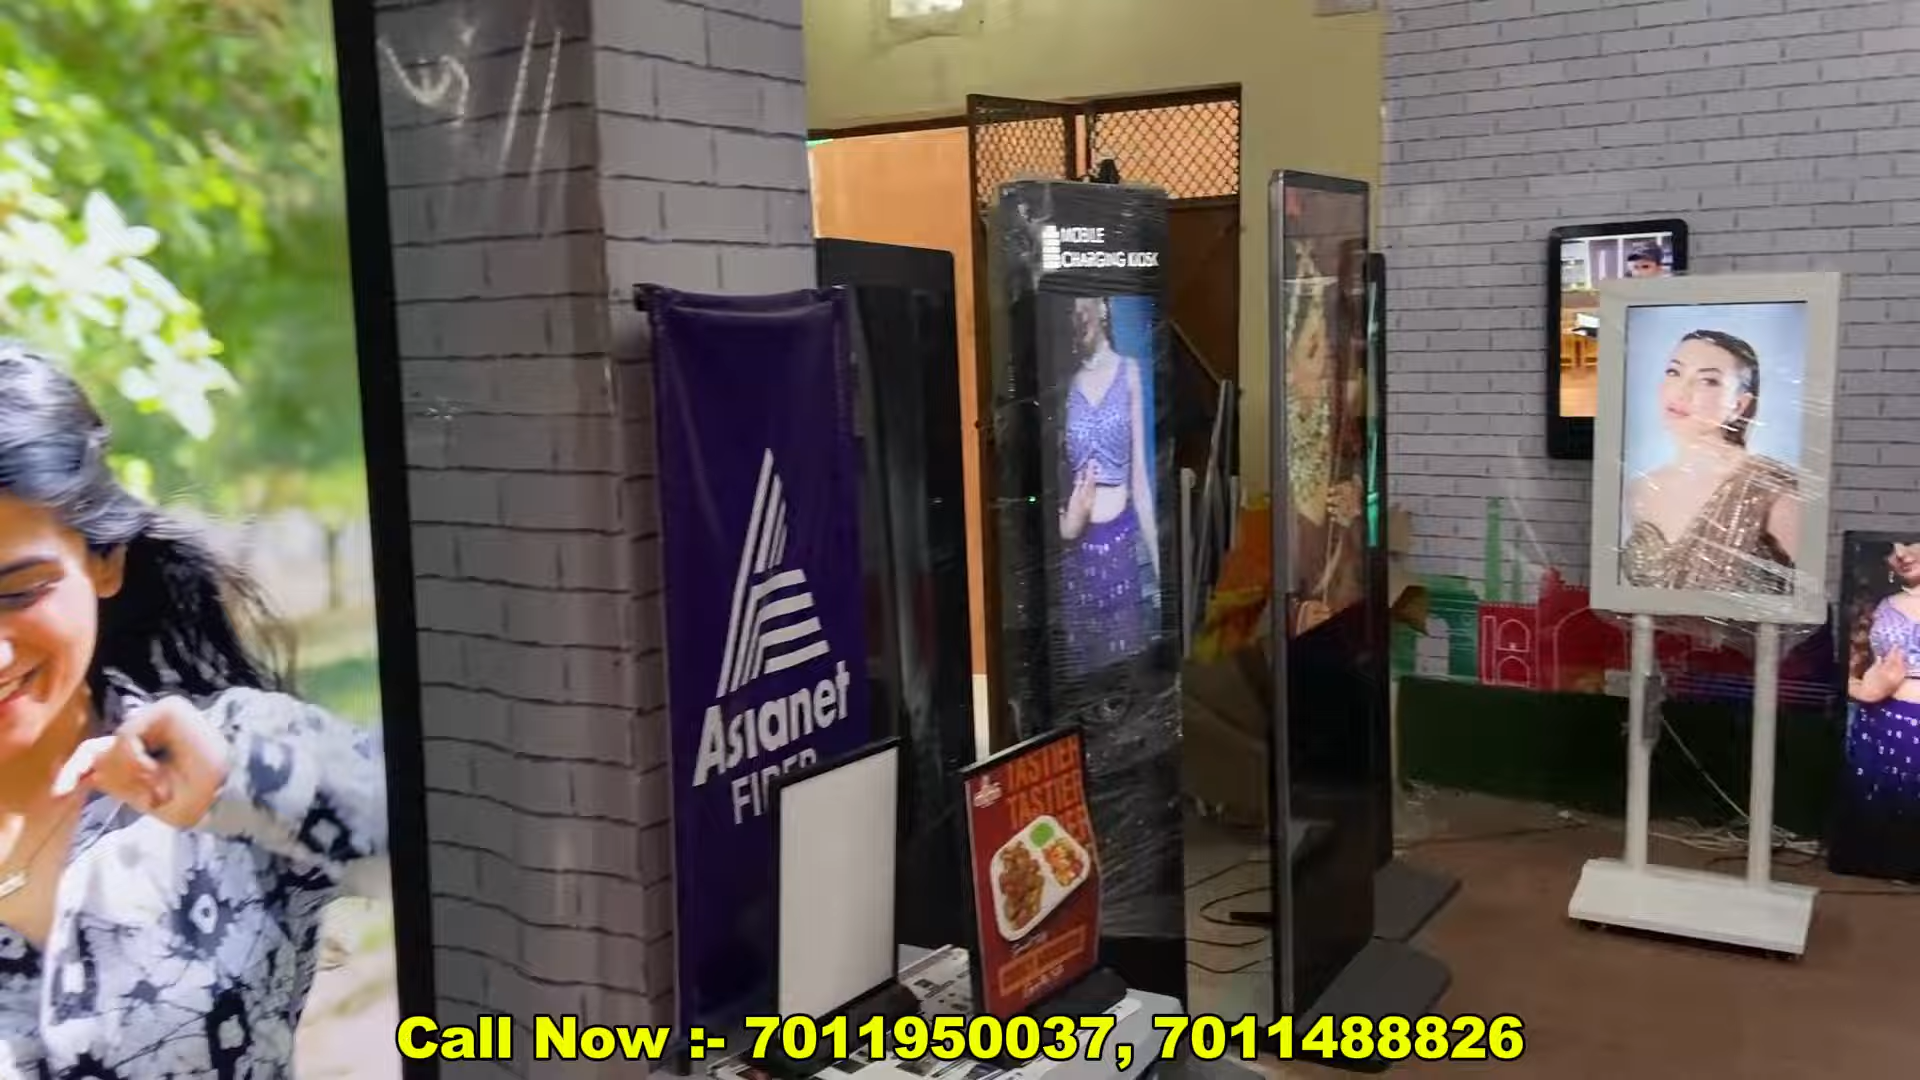 MOBILE
CHARGING KIOSK
Asianet
FIBER
TASTIER
TASTIER
Call Now :- 7011950037, 7011488826